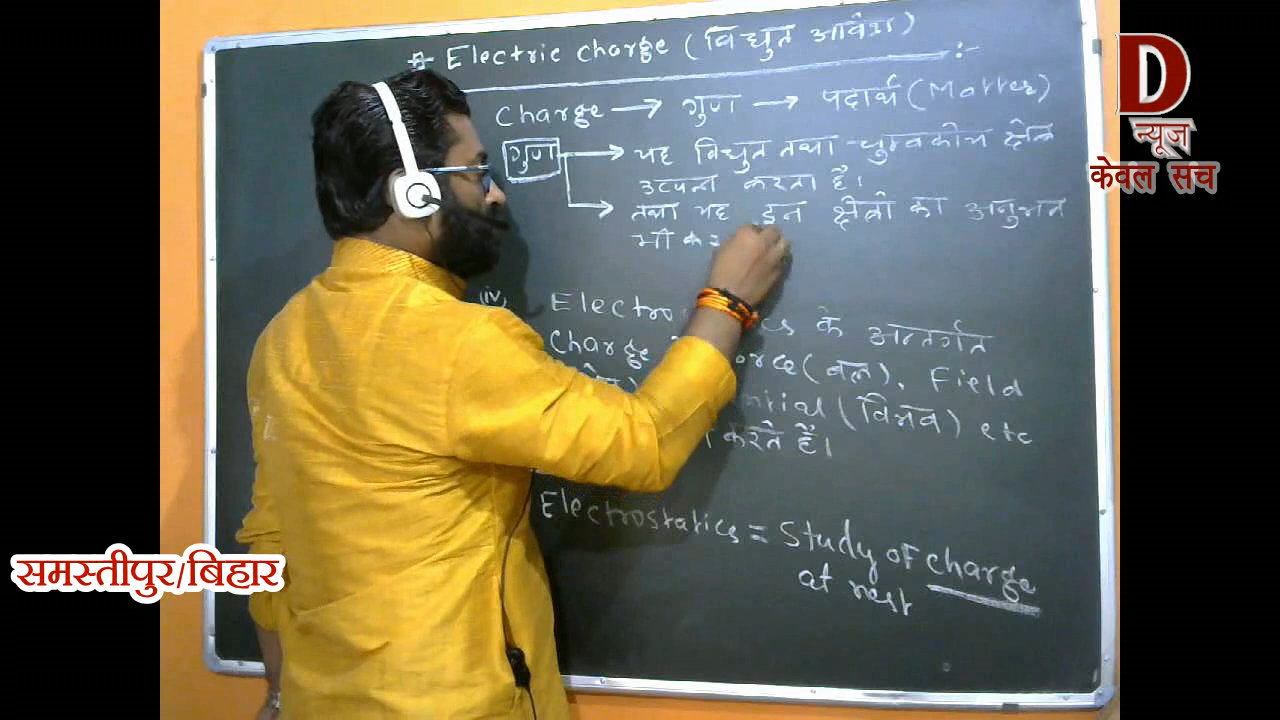 # Electric charge (विद्युत आवेश) :-
charge → गुण → पदार्थ (Matter)
गुण → यह विद्युत तथा चुम्बकीय क्षेत्र
उत्पन्न करता है।
→ तथा यह इन क्षेत्रों का अनुभव
भी
(iv) Electro के अन्तर्गत
charge (बल), Field
(विभव) etc
करते हैं।
Electrostatics = Study of charge
at rest
D
न्यूज
केवल सच
समस्तीपुर/बिहार